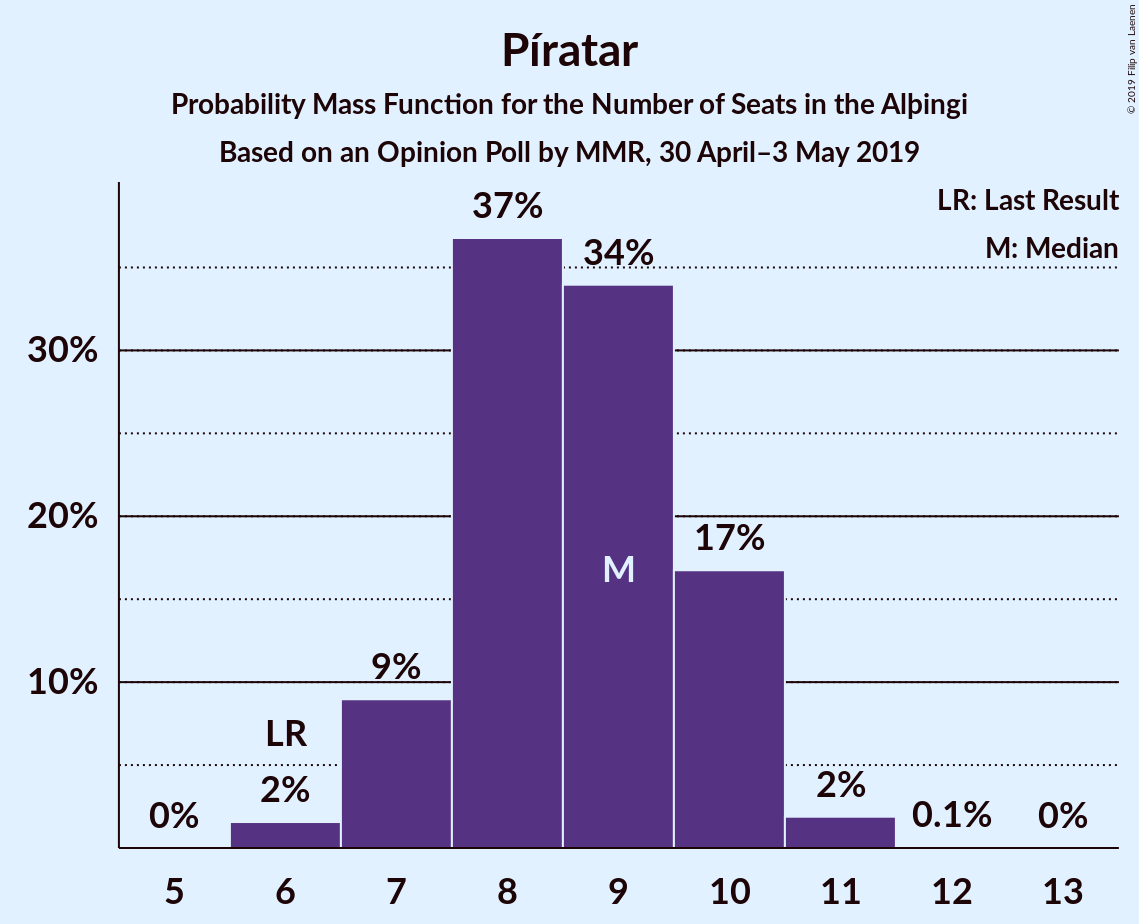 Píratar
Probability Mass Function for the Number of Seats in the Alþingi
Based on an Opinion Poll by MMR, 30 April–3 May 2019
© 2019 Filip van Laenen
LR: Last Result
M: Median
37%
34%
30%
20%
17%
M
9%
10%
LR
2%
0%
2%
0.1%
0%
5 6 7 8 9 10 11 12 13